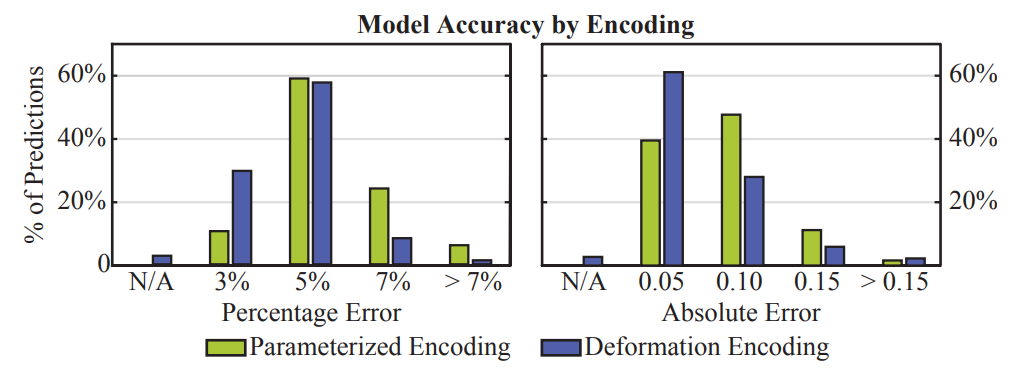 Model Accuracy by Encoding
% of Predictions
60%
40%
20%
0
N/A 3% 5% 7% > 7%
Percentage Error
60%
40%
20%
N/A 0.05 0.10 0.15 > 0.15
Absolute Error
Parameterized Encoding Deformation Encoding